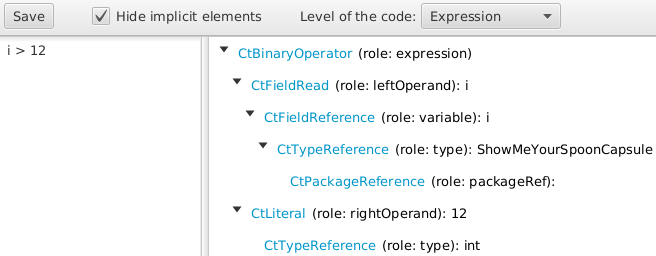 Save Hide implicit elements Level of the code: Expression
i > 12
CtBinaryOperator (role: expression)
CtFieldRead (role: leftOperand): i
CtFieldReference (role: variable): i
CtTypeReference (role: type): ShowMeYourSpoonCapsule
CtPackageReference (role: packageRef):
CtLiteral (role: rightOperand): 12
CtTypeReference (role: type): int